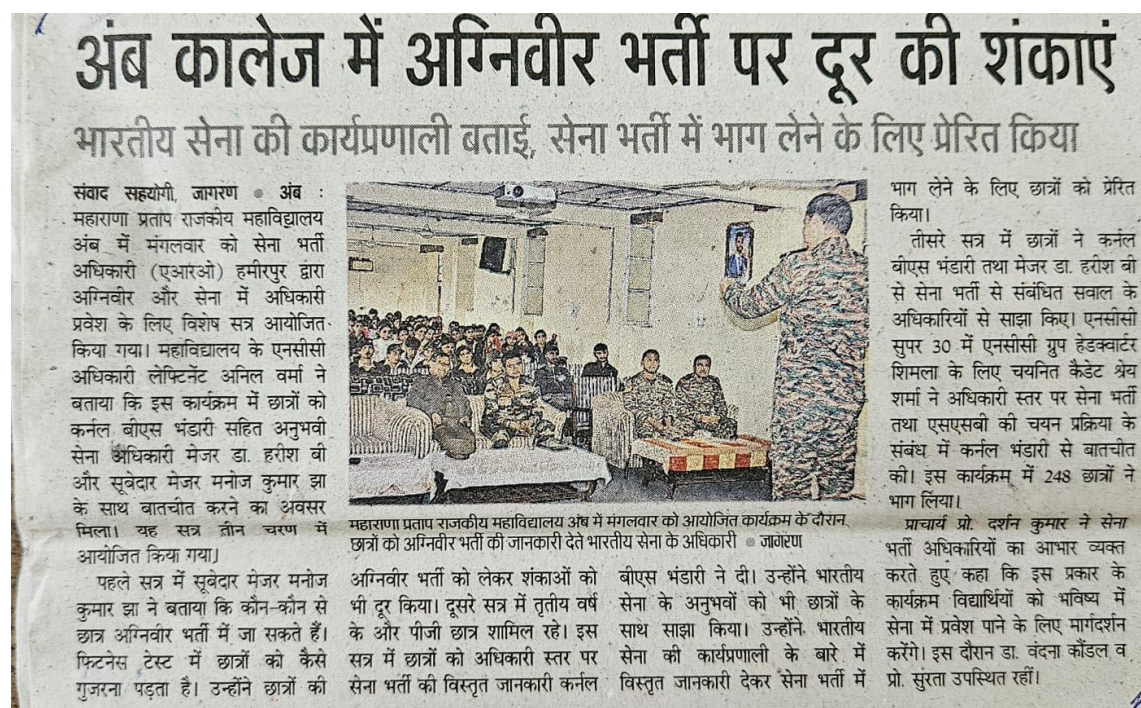 अंब कालेज में अग्निवीर भर्ती पर दूर की शंकाएं
भारतीय सेना की कार्यप्रणाली बताई, सेना भर्ती में भाग लेने के लिए प्रेरित किया
संवाद सहयोगी, जागरण ● अंब :
महाराणा प्रताप राजकीय महाविद्यालय
अंब में मंगलवार को सेना भर्ती
अधिकारी (एआरओ) हमीरपुर द्वारा
अग्निवीर और सेना में अधिकारी
प्रवेश के लिए विशेष सत्र आयोजित
किया गया। महाविद्यालय के एनसीसी
अधिकारी लेफ्टिनेंट अनिल वर्मा ने
बताया कि इस कार्यक्रम में छात्रों को
कर्नल बीएस भंडारी सहित अनुभवी
सेना अधिकारी मेजर डा. हरीश बी
और सूबेदार मेजर मनोज कुमार झा
के साथ बातचीत करने का अवसर
मिला। यह सत्र तीन चरण में
आयोजित किया गया।
पहले सत्र में सूबेदार मेजर मनोज
कुमार झा ने बताया कि कौन-कौन से
छात्र अग्निवीर भर्ती में जा सकते हैं।
फिटनेस टेस्ट में छात्रों को कैसे
गुजरना पड़ता है। उन्होंने छात्रों की
महाराणा प्रताप राजकीय महाविद्यालय अंब में मंगलवार को आयोजित कार्यक्रम के दौरान
छात्रों को अग्निवीर भर्ती की जानकारी देते भारतीय सेना के अधिकारी ● जागरण
अग्निवीर भर्ती को लेकर शंकाओं को
भी दूर किया। दूसरे सत्र में तृतीय वर्ष
के और पीजी छात्र शामिल रहे। इस
सत्र में छात्रों को अधिकारी स्तर पर
सेना भर्ती की विस्तृत जानकारी कर्नल
बीएस भंडारी ने दी। उन्होंने भारतीय
सेना के अनुभवों को भी छात्रों के
साथ साझा किया। उन्होंने भारतीय
सेना की कार्यप्रणाली के बारे में
विस्तृत जानकारी देकर सेना भर्ती में
भाग लेने के लिए छात्रों को प्रेरित
किया।
तीसरे सत्र में छात्रों ने कर्नल
बीएस भंडारी तथा मेजर डा. हरीश बी
से सेना भर्ती से संबंधित सवाल के
अधिकारियों से साझा किए। एनसीसी
सुपर 30 में एनसीसी ग्रुप हेडक्वार्टर
शिमला के लिए चयनित कैडेट श्रेय
शर्मा ने अधिकारी स्तर पर सेना भर्ती
तथा एसएसबी की चयन प्रक्रिया के
संबंध में कर्नल भंडारी से बातचीत
की। इस कार्यक्रम में 248 छात्रों ने
भाग लिया।
प्राचार्य प्रो. दर्शन कुमार ने सेना
भर्ती अधिकारियों का आभार व्यक्त
करते हुए कहा कि इस प्रकार के
कार्यक्रम विद्यार्थियों को भविष्य में
सेना में प्रवेश पाने के लिए मार्गदर्शन
करेंगे। इस दौरान डा. वंदना कौंडल व
प्रो. सुरता उपस्थित रहीं।